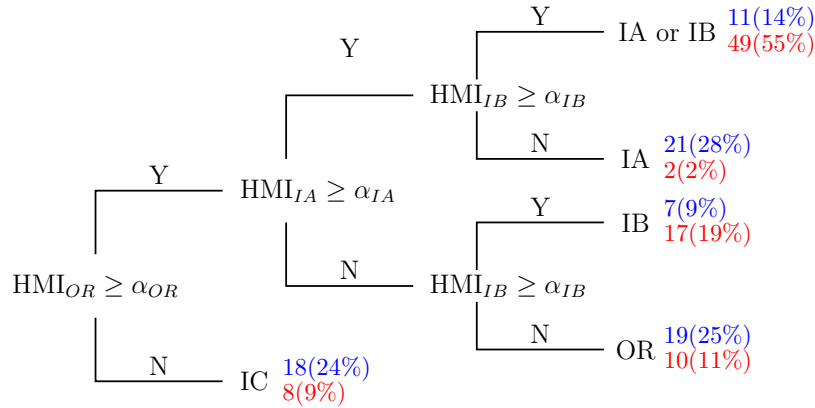 Y
11(14%)
IA or IB
49(55%)
Y
HMI_{IB} ≥ α_{IB}
N
21(28%)
IA
2(2%)
Y
HMI_{IA} ≥ α_{IA}
Y
7(9%)
IB
17(19%)
N
HMI_{OR} ≥ α_{OR}
HMI_{IB} ≥ α_{IB}
N
19(25%)
OR
10(11%)
N
18(24%)
IC
8(9%)